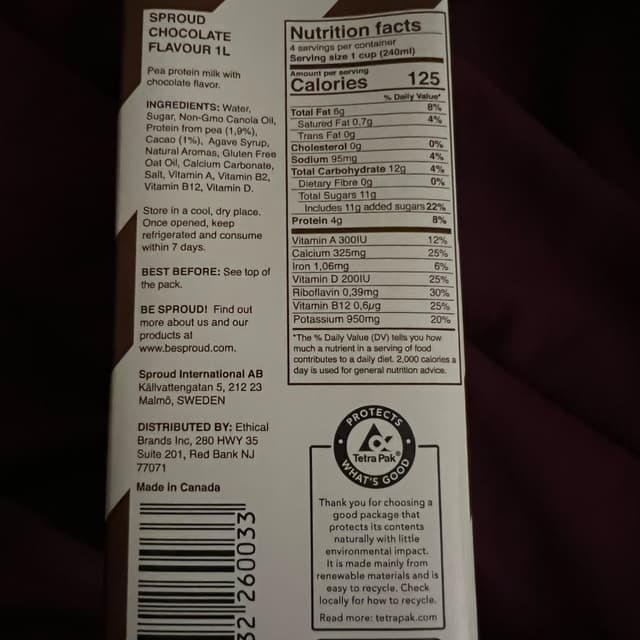 SPROUD
CHOCOLATE
FLAVOUR 1L
Pea protein milk with
chocolate flavor.
INGREDIENTS: Water,
Sugar, Non-Gmo Canola Oil,
Protein from pea (1,9%),
Cacao (1%), Agave Syrup,
Natural Aromas, Gluten Free
Oat Oil, Calcium Carbonate,
Salt, Vitamin A, Vitamin B2,
Vitamin B12, Vitamin D.
Store in a cool, dry place.
Once opened, keep
refrigerated and consume
within 7 days.
BEST BEFORE: See top of
the pack.
BE SPROUD! Find out
more about us and our
products at
www.besproud.com.
Sproud International AB
Källvattengatan 5, 212 23
Malmö, SWEDEN
DISTRIBUTED BY: Ethical
Brands Inc, 280 HWY 35
Suite 201, Red Bank NJ
77071
Made in Canada
32 260033
Nutrition facts
4 servings per container
Serving size 1 cup (240ml)
Amount per serving
Calories 125
% Daily Value*
Total Fat 6g 8%
Satured Fat 0,7g 4%
Trans Fat 0g
Cholesterol 0g 0%
Sodium 95mg 4%
Total Carbohydrate 12g 4%
Dietary Fibre 0g 0%
Total Sugars 11g
Includes 11g added sugars 22%
Protein 4g 8%
Vitamin A 300IU 12%
Calcium 325mg 25%
Iron 1,06mg 6%
Vitamin D 200IU 25%
Riboflavin 0,39mg 30%
Vitamin B12 0,6µg 25%
Potassium 950mg 20%
*The % Daily Value (DV) tells you how
much a nutrient in a serving of food
contributes to a daily diet. 2,000 calories a
day is used for general nutrition advice.
PROTECTS
Tetra Pak®
WHAT'S GOOD
Thank you for choosing a
good package that
protects its contents
naturally with little
environmental impact.
It is made mainly from
renewable materials and is
easy to recycle. Check
locally for how to recycle.
Read more: tetrapak.com